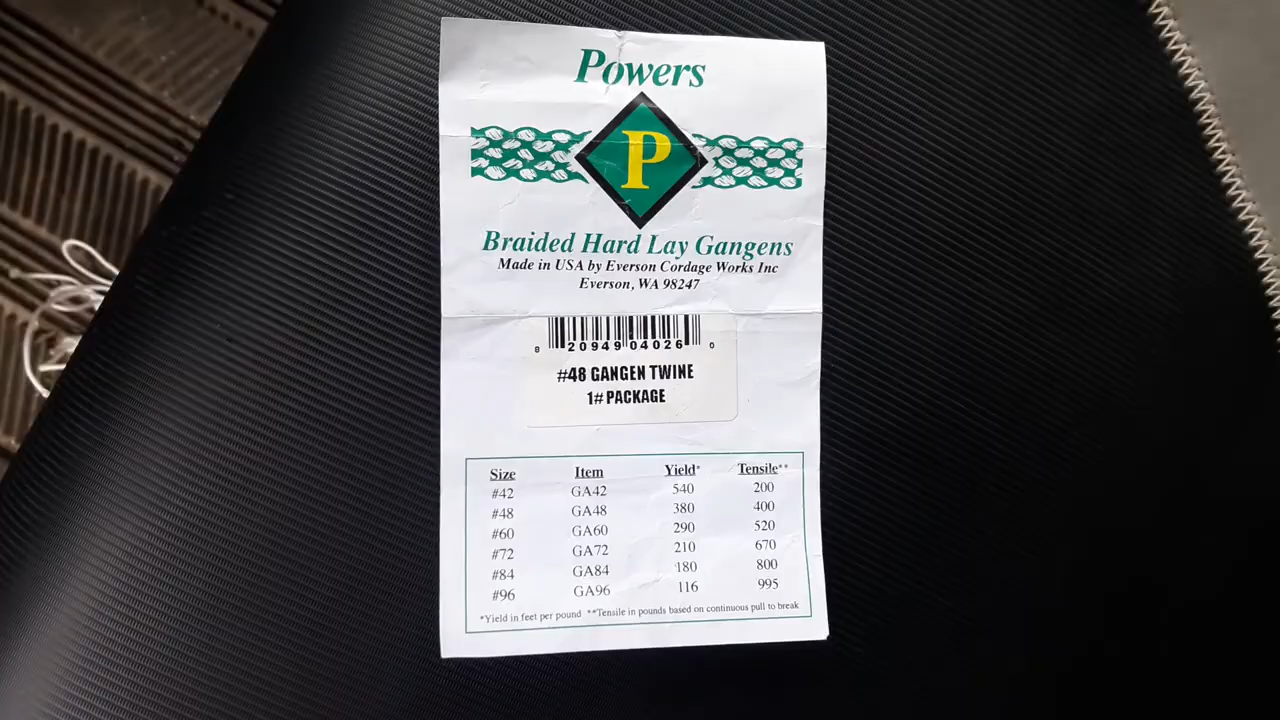 Powers
P
Braided Hard Lay Gangens
Made in USA by Everson Cordage Works Inc
Everson, WA 98247
8 20949 04026 0
#48 GANGEN TWINE
1# PACKAGE
Size Item Yield* Tensile**
#42 GA42 540 200
#48 GA48 380 400
#60 GA60 290 520
#72 GA72 210 670
#84 GA84 180 800
#96 GA96 116 995
*Yield in feet per pound **Tensile in pounds based on continuous pull to break